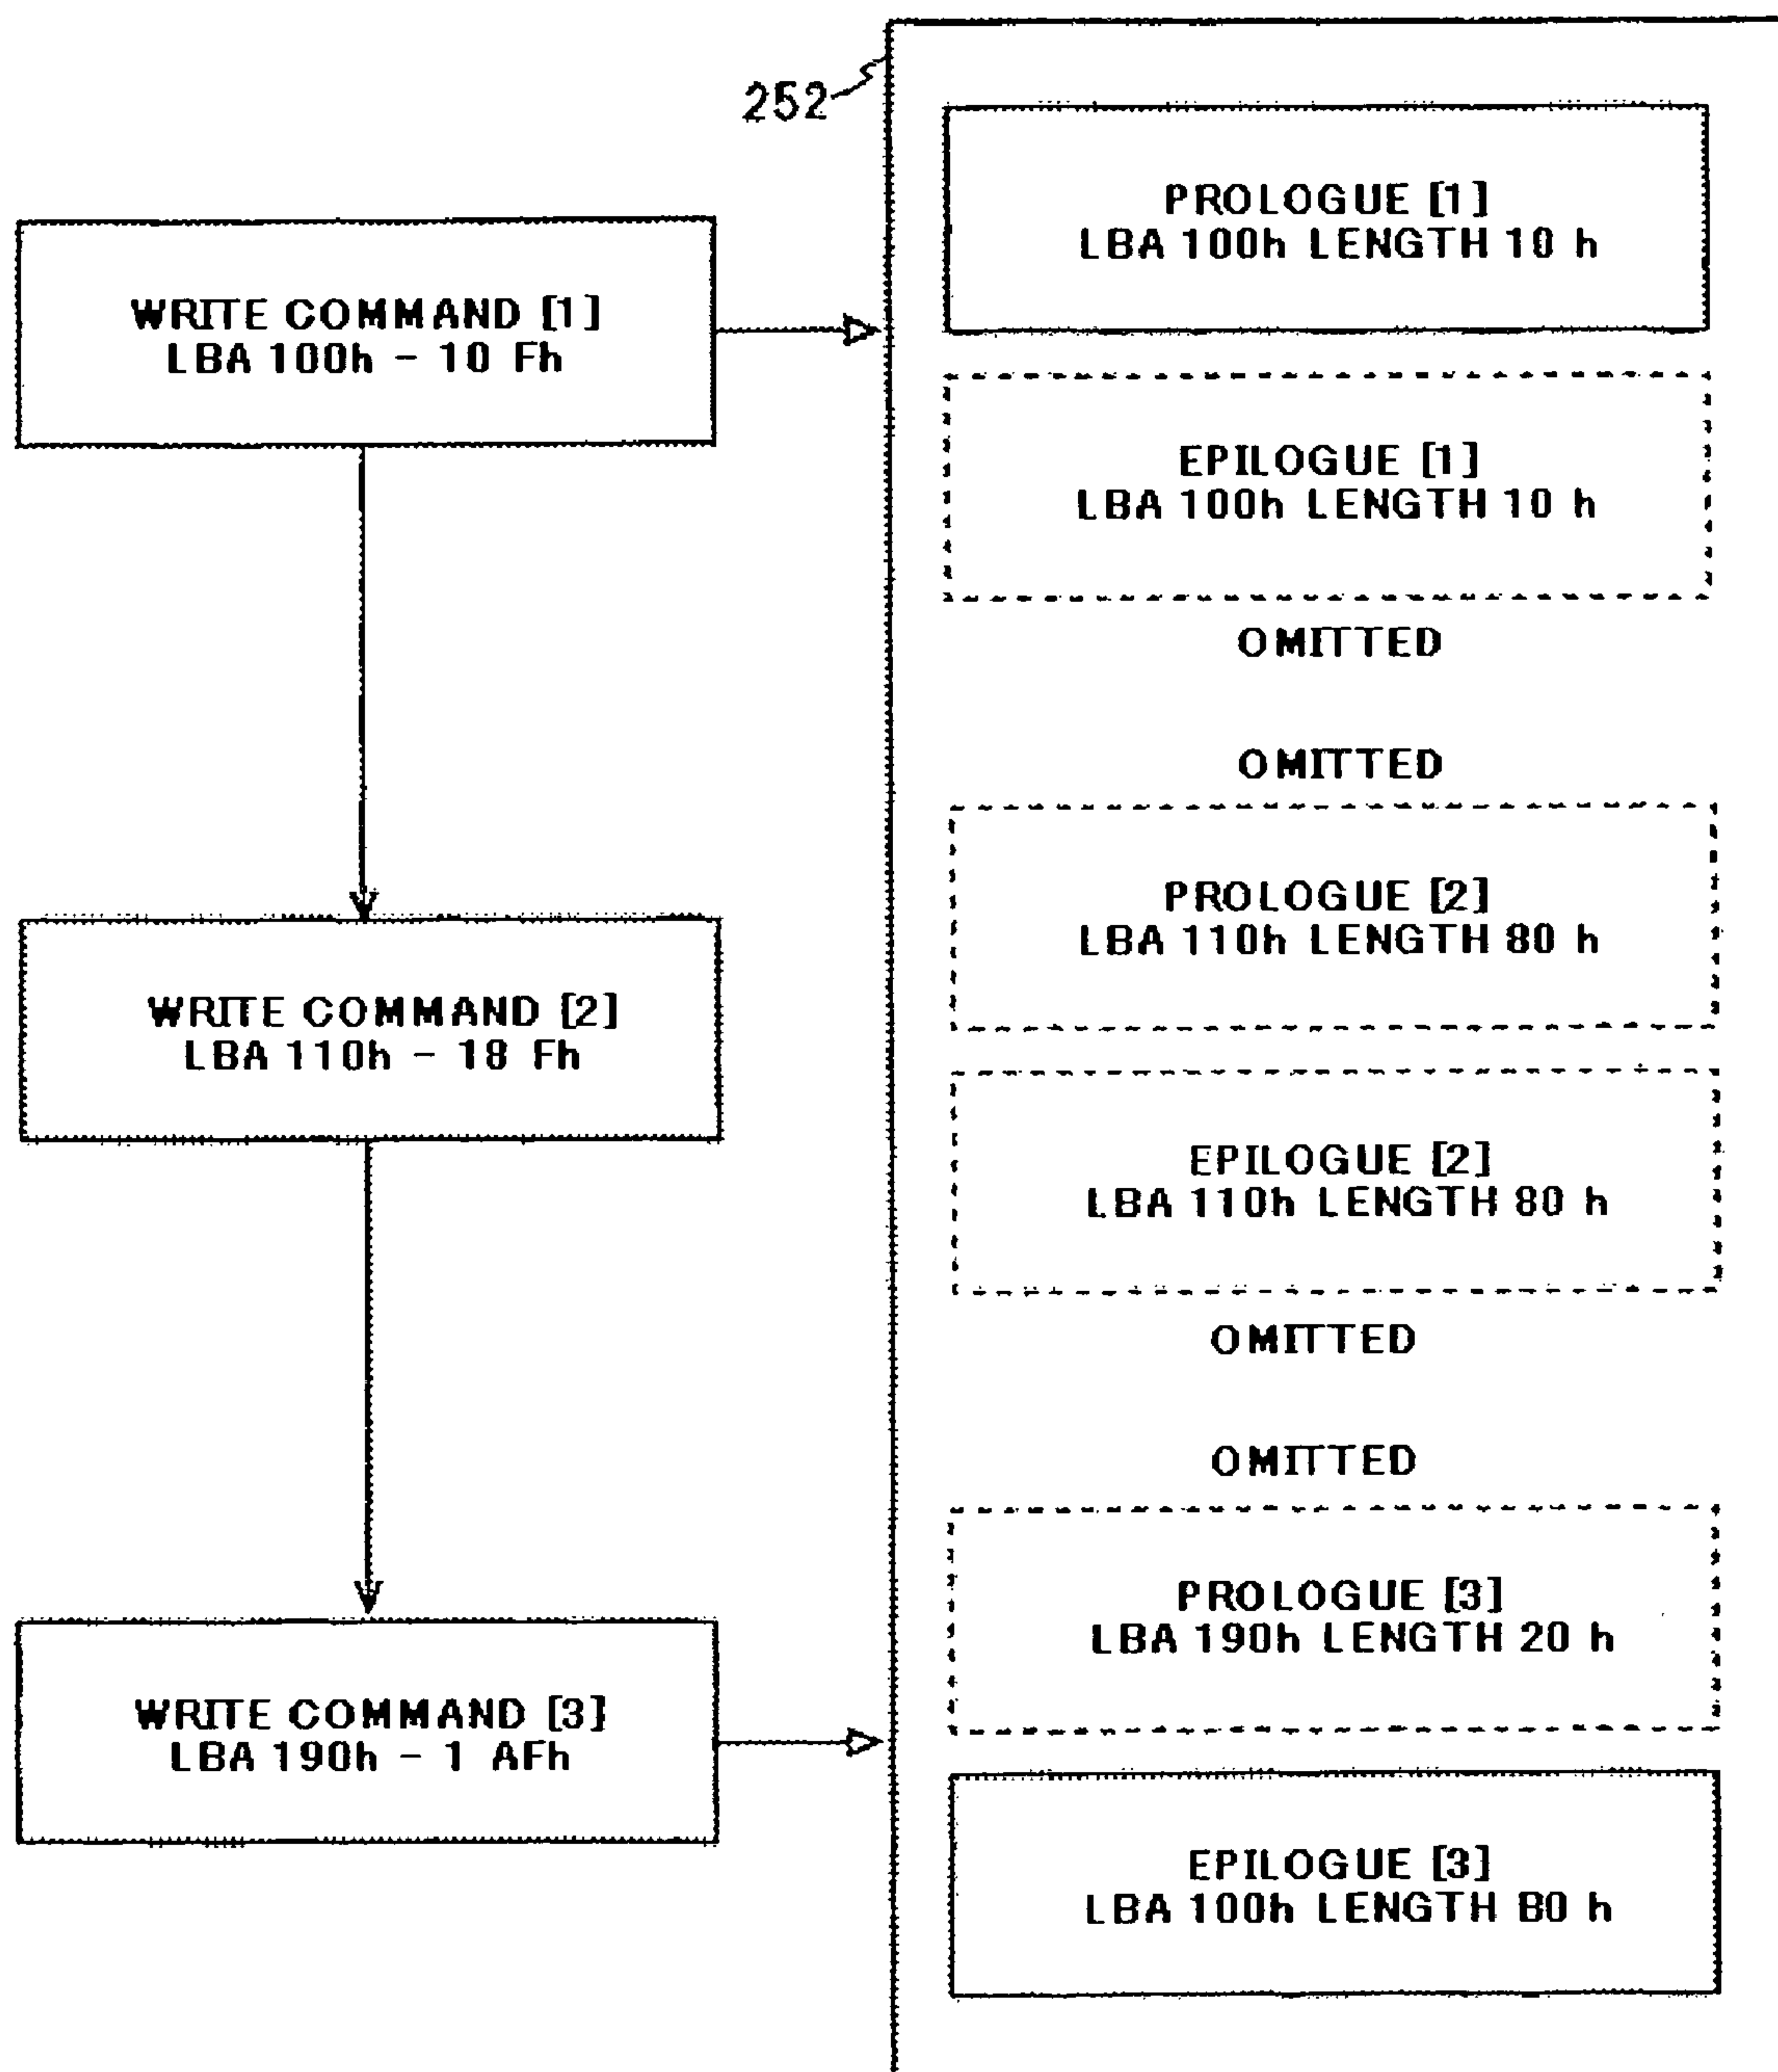 252
PROLOGUE [1]
LBA 100h LENGTH 10 h
WRITE COMMAND [1]
LBA 100h - 10 Fh
EPILOGUE [1]
LBA 100h LENGTH 10 h
OMITTED
OMITTED
PROLOGUE [2]
LBA 110h LENGTH 80 h
WRITE COMMAND [2]
LBA 110h - 18 Fh
EPILOGUE [2]
LBA 110h LENGTH 80 h
OMITTED
OMITTED
PROLOGUE [3]
LBA 190h LENGTH 20 h
WRITE COMMAND [3]
LBA 190h - 1 AFh
EPILOGUE [3]
LBA 100h LENGTH B0 h